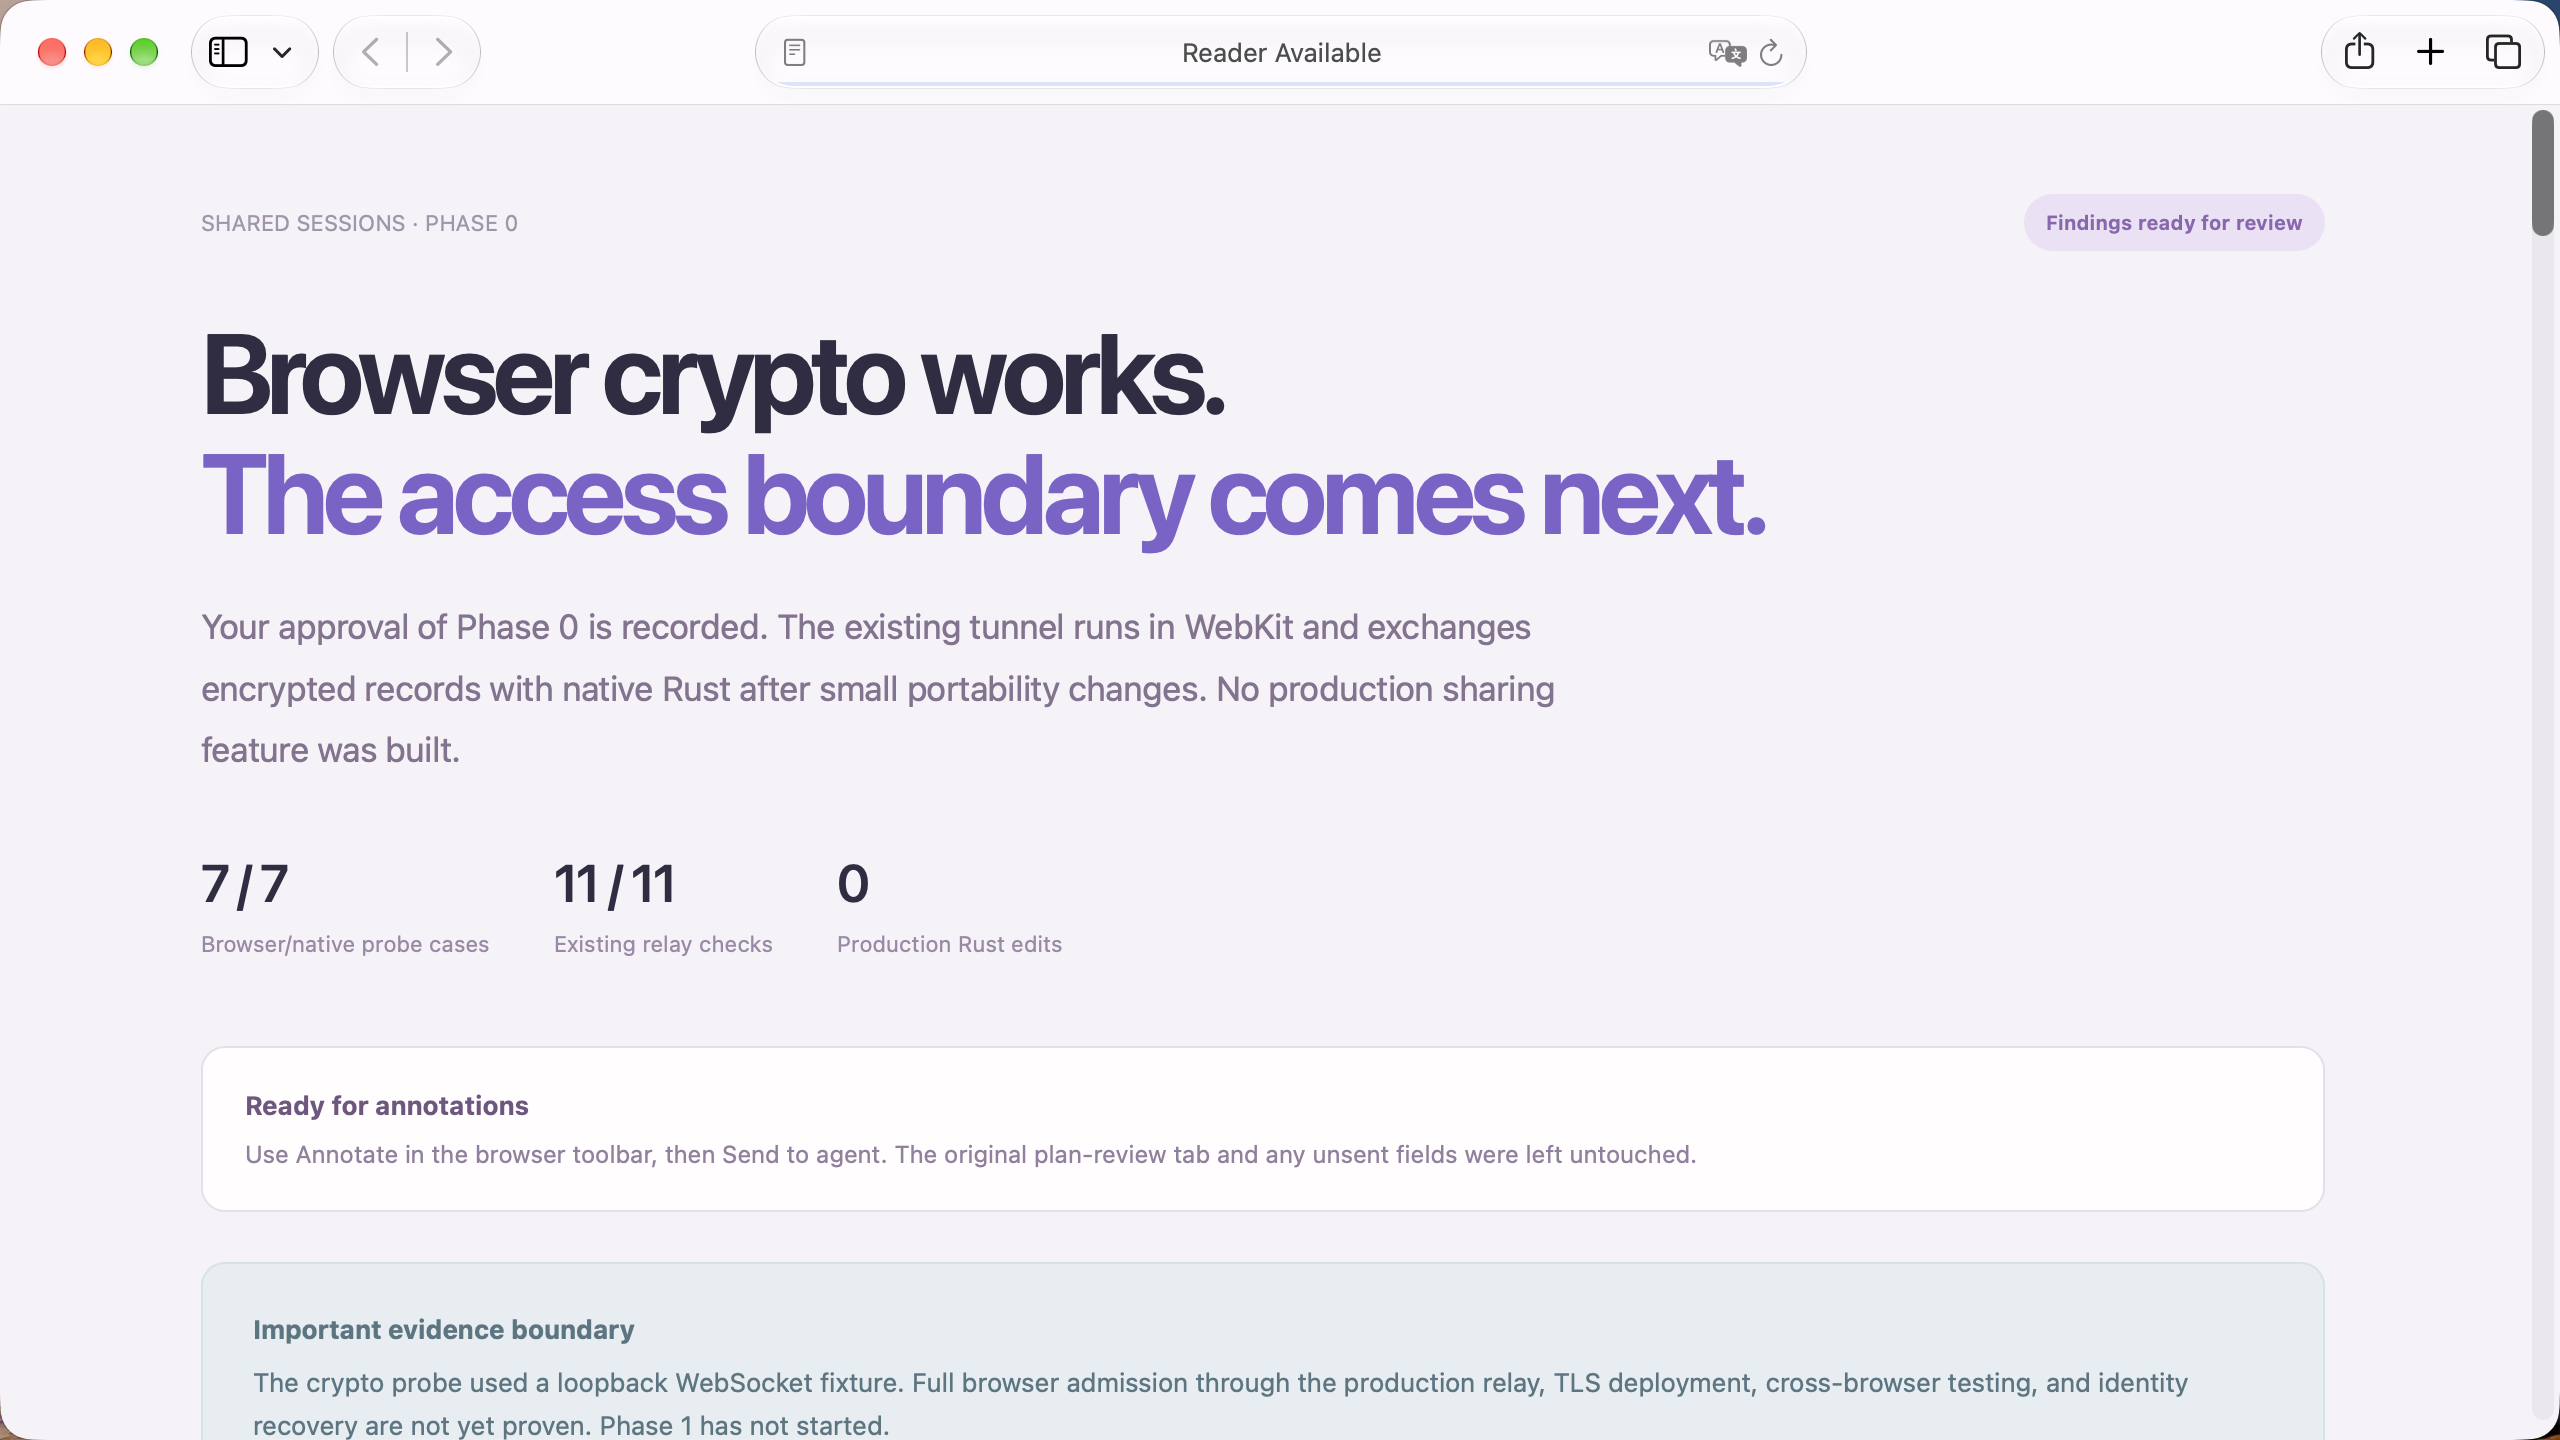 Reader Available
SHARED SESSIONS · PHASE 0
Findings ready for review
Browser crypto works.
The access boundary comes next.
Your approval of Phase 0 is recorded. The existing tunnel runs in WebKit and exchanges
encrypted records with native Rust after small portability changes. No production sharing
feature was built.
7/7
11/11
0
Browser/native probe cases
Existing relay checks
Production Rust edits
Ready for annotations
Use Annotate in the browser toolbar, then Send to agent. The original plan-review tab and any unsent fields were left untouched.
Important evidence boundary
The crypto probe used a loopback WebSocket fixture. Full browser admission through the production relay, TLS deployment, cross-browser testing, and identity
recovery are not yet proven. Phase 1 has not started.